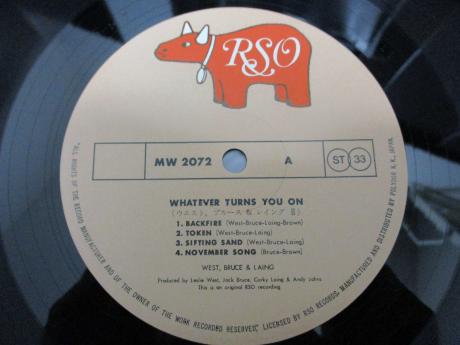 RSO
MW 2072 A ST 33
WHATEVER TURNS YOU ON
(ウエスト, ブルース & レイング Ⅱ)
1. BACKFIRE (West-Bruce-Laing-Brown)
2. TOKEN (West-Bruce-Laing)
3. SIFTING SAND (West-Bruce-Laing)
4. NOVEMBER SONG (Bruce-Brown)
WEST, BRUCE & LAING
Produced by Leslie West, Jack Bruce, Corky Laing & Andy Johns
This is an original RSO recording
"ALL RIGHTS OF THE RECORD MANUFACTURER AND OF THE OWNER OF THE WORK RECORDED RESERVED", LICENSED BY RSO RECORDS, MANUFACTURED AND DISTRIBUTED BY POLYDOR K.K., JAPAN.